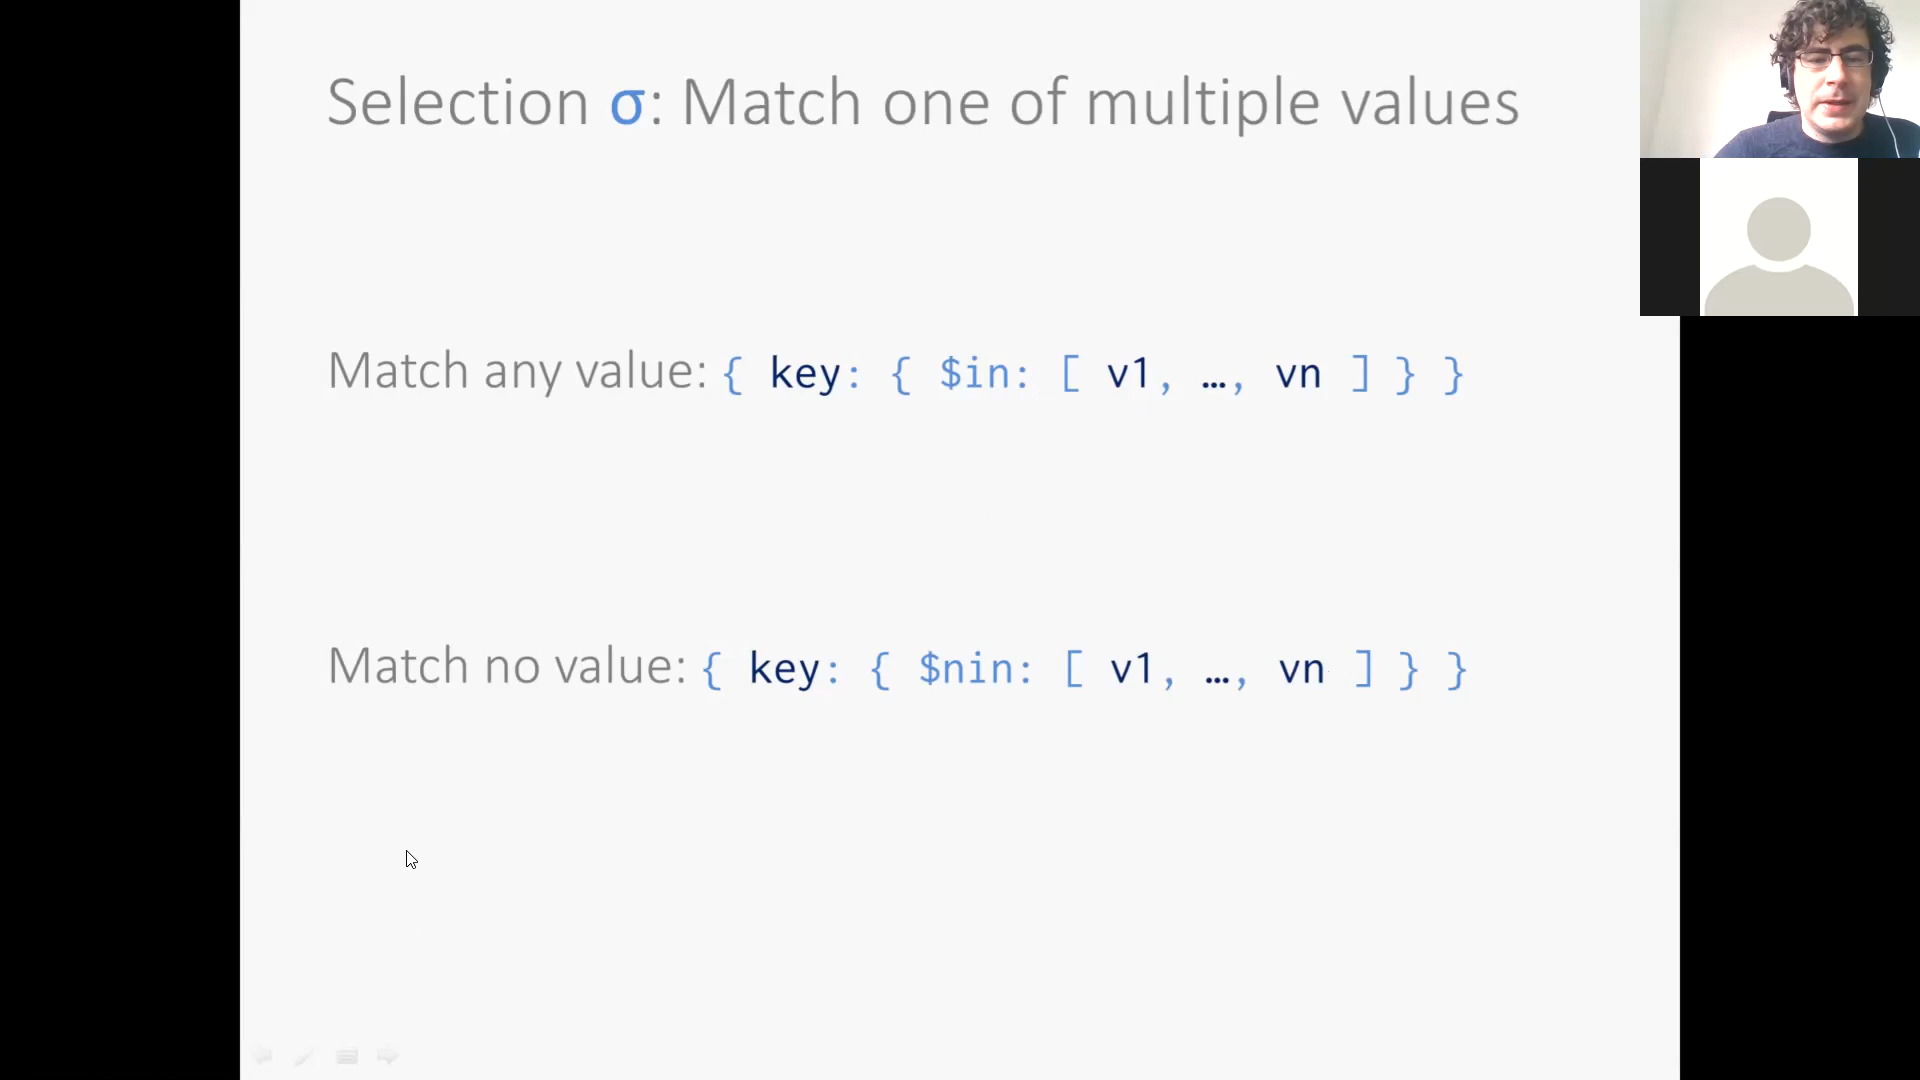 Selection σ: Match one of multiple values
Match any value: { key: { $in: [ v1, …, vn ] } }
Match no value: { key: { $nin: [ v1, …, vn ] } }